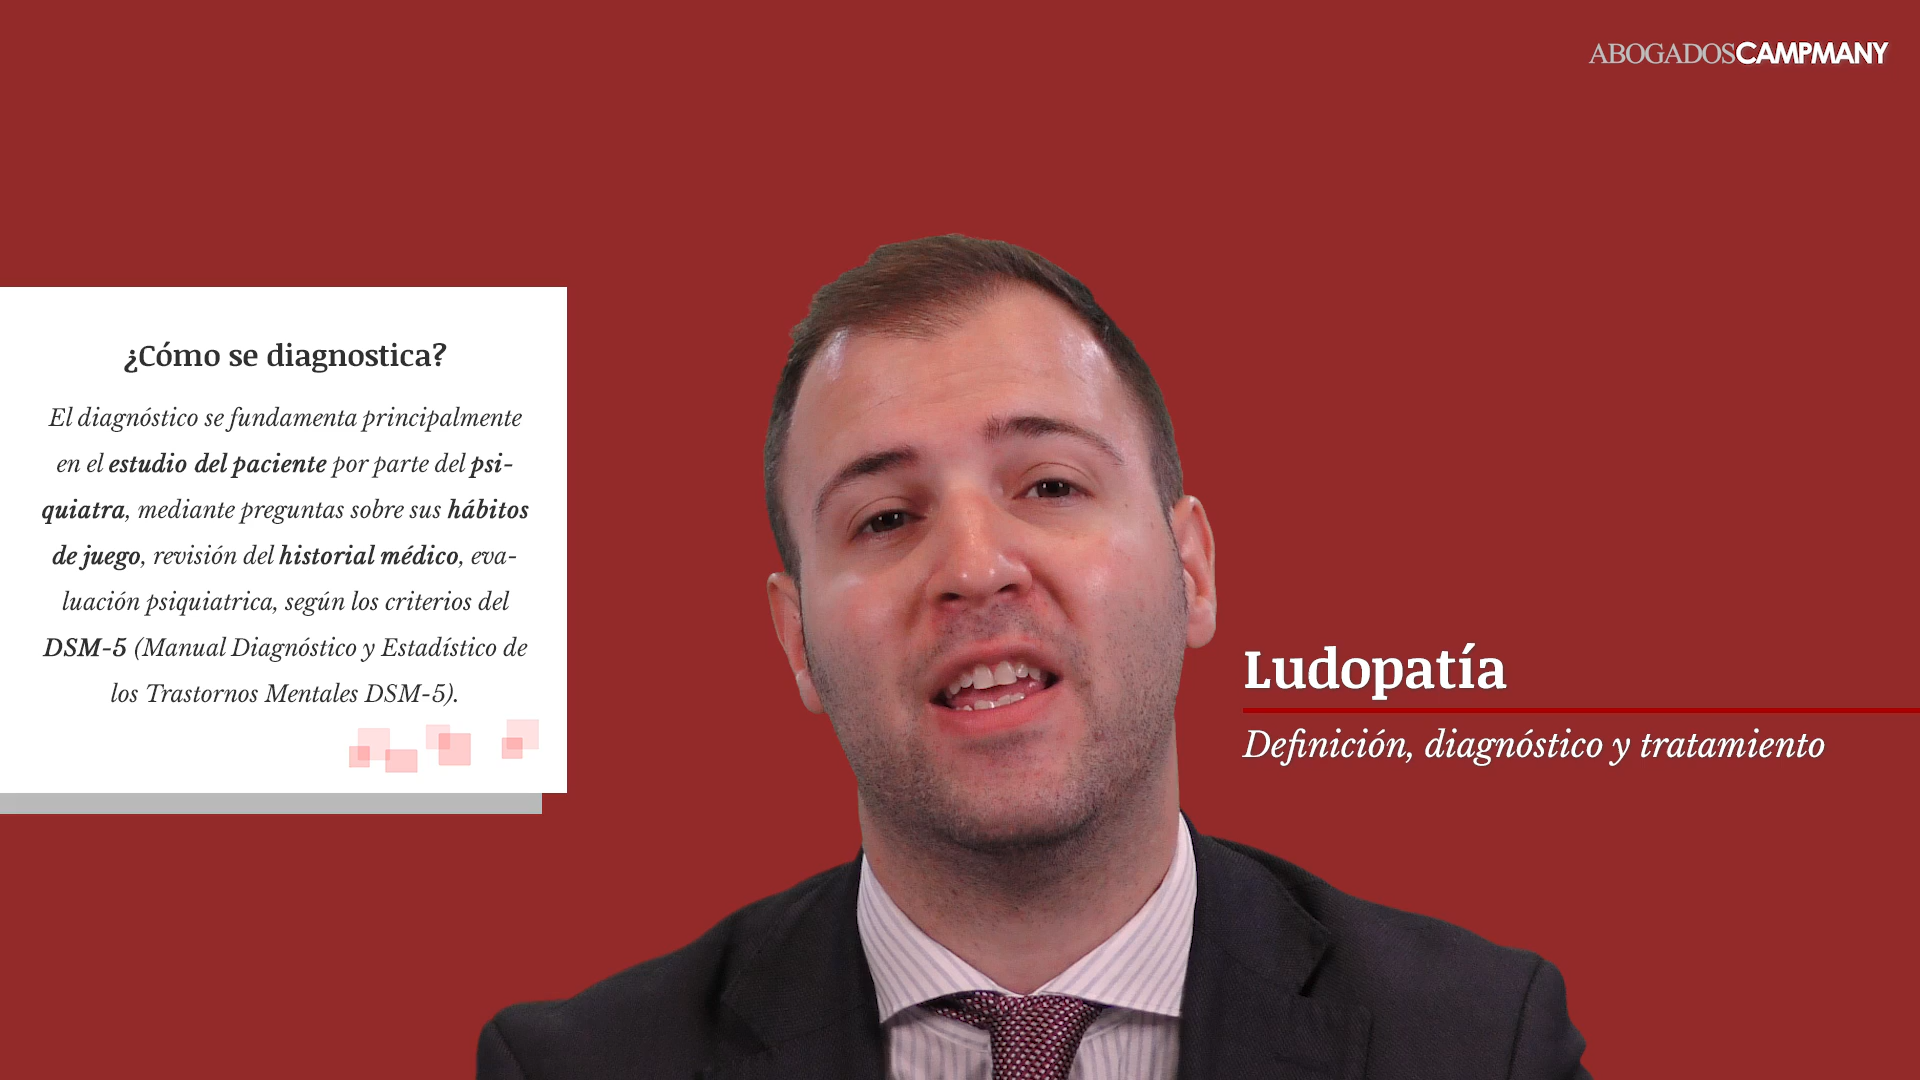 ABOGADOSCAMPMANY
¿Cómo se diagnostica?
El diagnóstico se fundamenta principalmente
en el estudio del paciente por parte del psi-
quiatra, mediante preguntas sobre sus hábitos
de juego, revisión del historial médico, eva-
luación psiquiatrica, según los criterios del
DSM-5 (Manual Diagnóstico y Estadístico de
los Trastornos Mentales DSM-5).
Ludopatía
Definición, diagnóstico y tratamiento